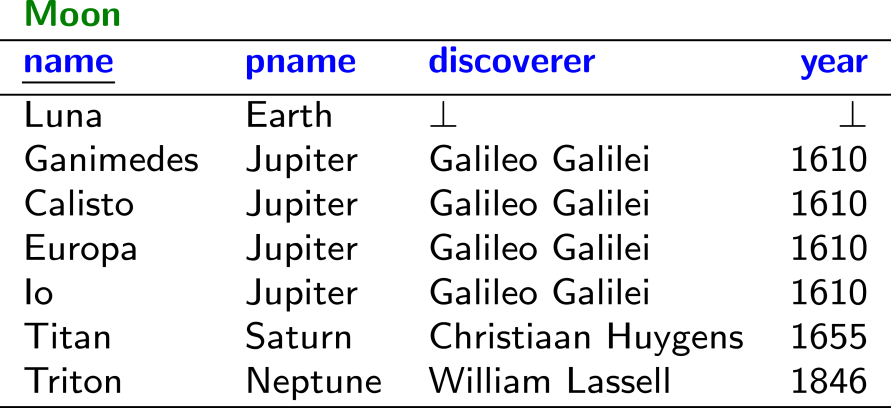 Moon
name pname discoverer year
Luna Earth ⊥ ⊥
Ganimedes Jupiter Galileo Galilei 1610
Calisto Jupiter Galileo Galilei 1610
Europa Jupiter Galileo Galilei 1610
Io Jupiter Galileo Galilei 1610
Titan Saturn Christiaan Huygens 1655
Triton Neptune William Lassell 1846